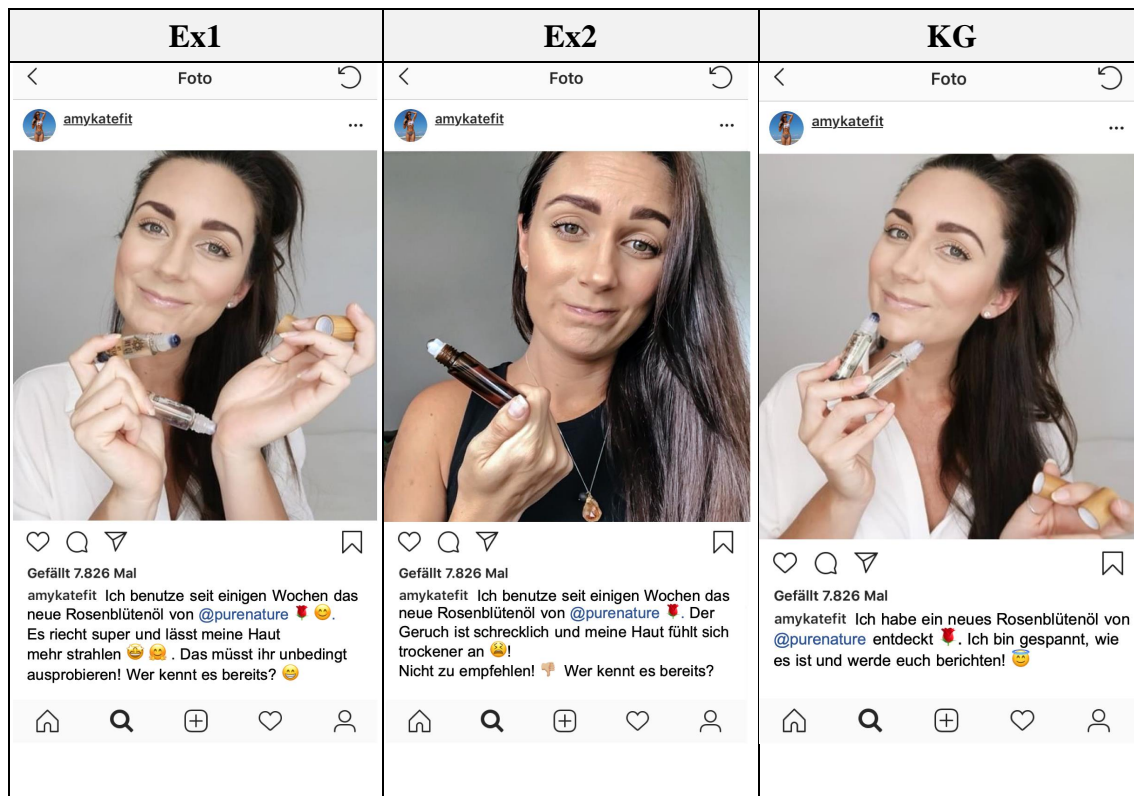 Ex1
Ex2
KG
Foto
amykatefit
Gefällt 7.826 Mal
amykatefit Ich benutze seit einigen Wochen das
neue Rosenblütenöl von @purenature 🌹 😊.
Es riecht super und lässt meine Haut
mehr strahlen 🤩 🤗 . Das müsst ihr unbedingt
ausprobieren! Wer kennt es bereits? 😁
Foto
amykatefit
Gefällt 7.826 Mal
amykatefit Ich benutze seit einigen Wochen das
neue Rosenblütenöl von @purenature 🌹. Der
Geruch ist schrecklich und meine Haut fühlt sich
trockener an 😫!
Nicht zu empfehlen! 👎🏼 Wer kennt es bereits?
Foto
amykatefit
Gefällt 7.826 Mal
amykatefit Ich habe ein neues Rosenblütenöl von
@purenature entdeckt 🌹. Ich bin gespannt, wie
es ist und werde euch berichten! 😇